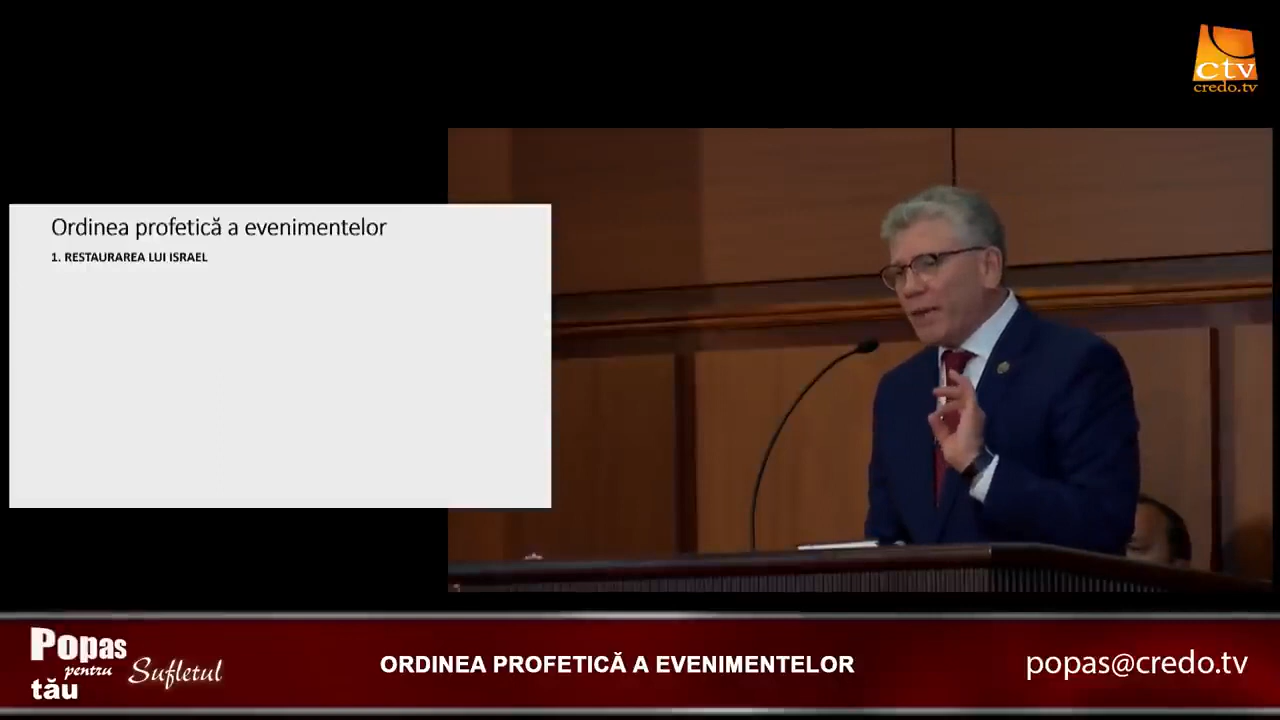 ctv
credo.tv
Ordinea profetică a evenimentelor
1. RESTAURAREA LUI ISRAEL
Popas
pentru
Sufletul
tău
ORDINEA PROFETICĂ A EVENIMENTELOR
popas@credo.tv